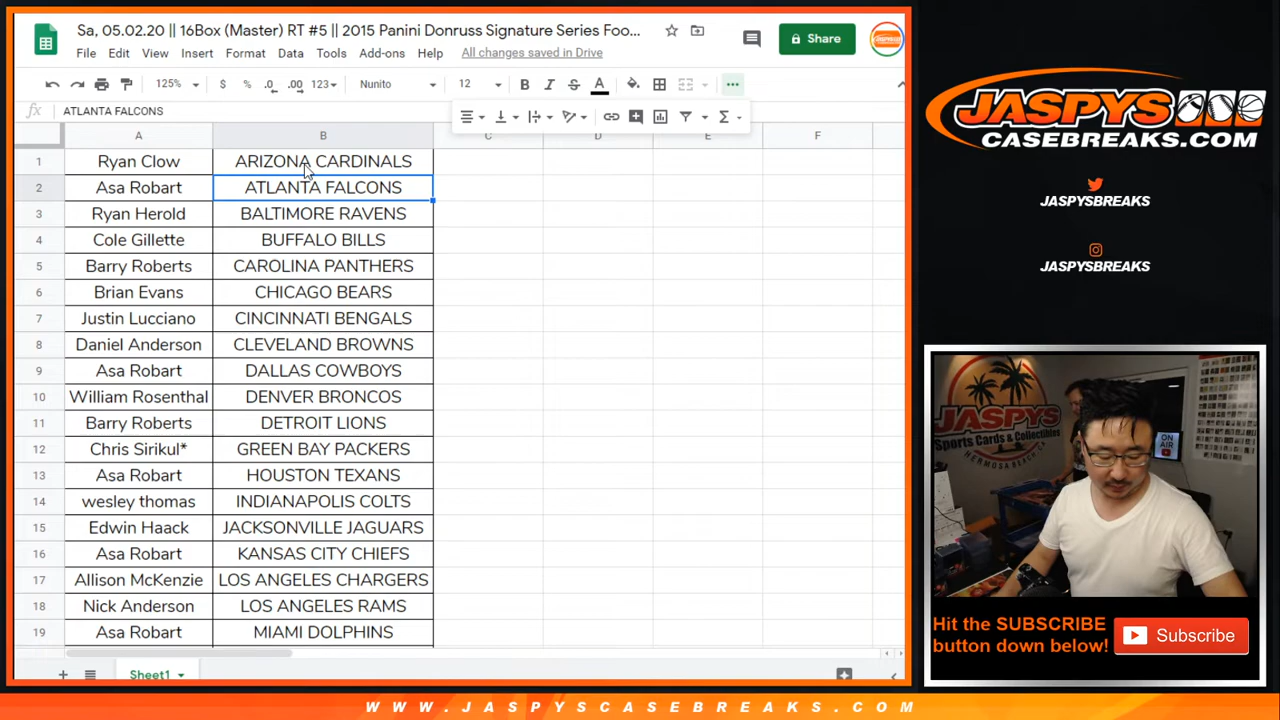 Sa, 05.02.20 || 16Box (Master) RT #5 || 2015 Panini Donruss Signature Series Foo...
Share
File Edit View Insert Format Data Tools Add-ons Help All changes saved in Drive
125% $ % .0 .00 123 Nunito 12 B I S A
fx ATLANTA FALCONS
A B C D E F
1 Ryan Clow ARIZONA CARDINALS
2 Asa Robart ATLANTA FALCONS
3 Ryan Herold BALTIMORE RAVENS
4 Cole Gillette BUFFALO BILLS
5 Barry Roberts CAROLINA PANTHERS
6 Brian Evans CHICAGO BEARS
7 Justin Lucciano CINCINNATI BENGALS
8 Daniel Anderson CLEVELAND BROWNS
9 Asa Robart DALLAS COWBOYS
10 William Rosenthal DENVER BRONCOS
11 Barry Roberts DETROIT LIONS
12 Chris Sirikul* GREEN BAY PACKERS
13 Asa Robart HOUSTON TEXANS
14 wesley thomas INDIANAPOLIS COLTS
15 Edwin Haack JACKSONVILLE JAGUARS
16 Asa Robart KANSAS CITY CHIEFS
17 Allison McKenzie LOS ANGELES CHARGERS
18 Nick Anderson LOS ANGELES RAMS
19 Asa Robart MIAMI DOLPHINS
Sheet1
JASPYS
CASEBREAKS.COM
JASPYSBREAKS
JASPYSBREAKS
JASPYS
Sports Cards & Collectibles
HERMOSA BEACH, CA
ON AIR
Hit the SUBSCRIBE
button down below!
Subscribe
WWW.JASPYSCASEBREAKS.COM